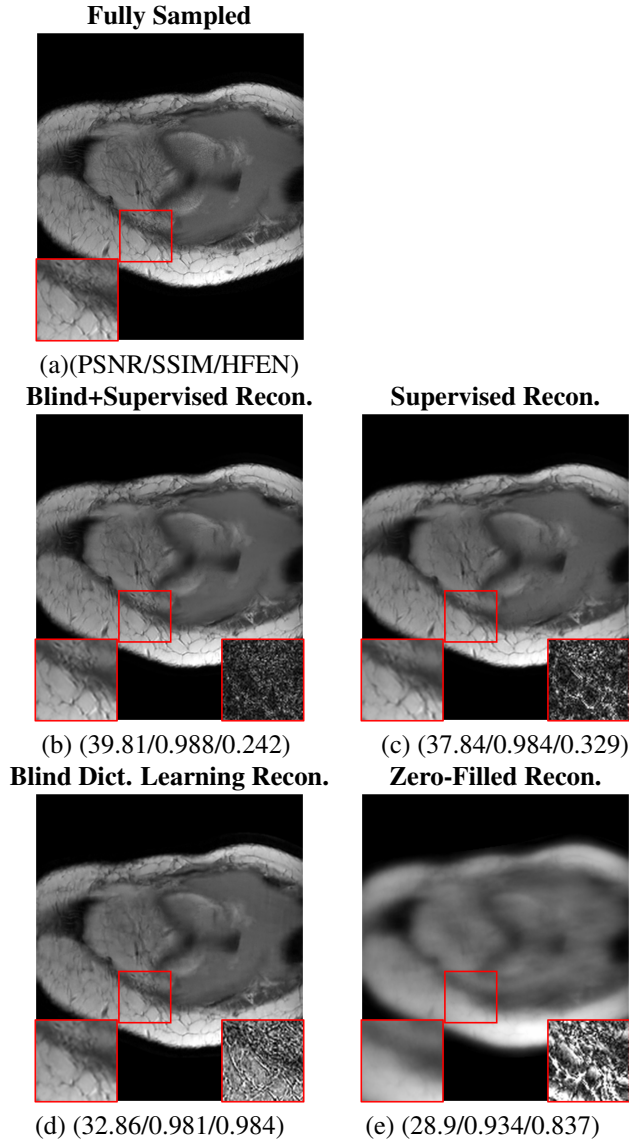 Fully Sampled
(a)(PSNR/SSIM/HFEN)
Blind+Supervised Recon.
Supervised Recon.
(b) (39.81/0.988/0.242)
(c) (37.84/0.984/0.329)
Blind Dict. Learning Recon.
Zero-Filled Recon.
(d) (32.86/0.981/0.984)
(e) (28.9/0.934/0.837)